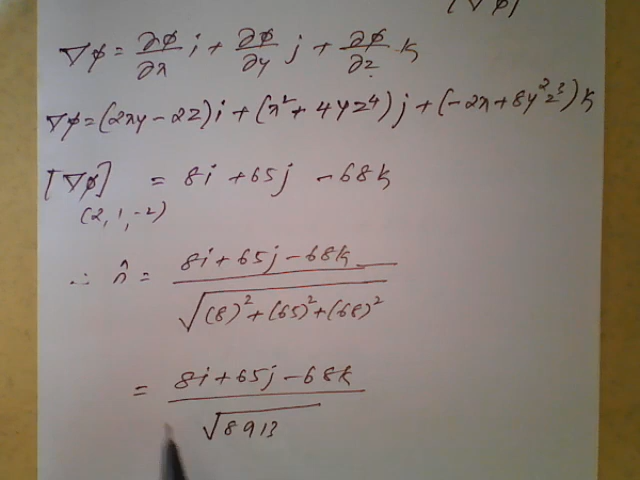 [∇φ]
∇φ = ∂φ/∂x i + ∂φ/∂y j + ∂φ/∂z k
∇φ = (2xy - 2z)i + (x² + 4yz⁴)j + (-2x + 8y²z³)k
[∇φ] = 8i + 65j - 68k
(2, 1, -2)
∴ n̂ = 8i + 65j - 68k / √(8)² + (65)² + (68)²
= 8i + 65j - 68k / √8913